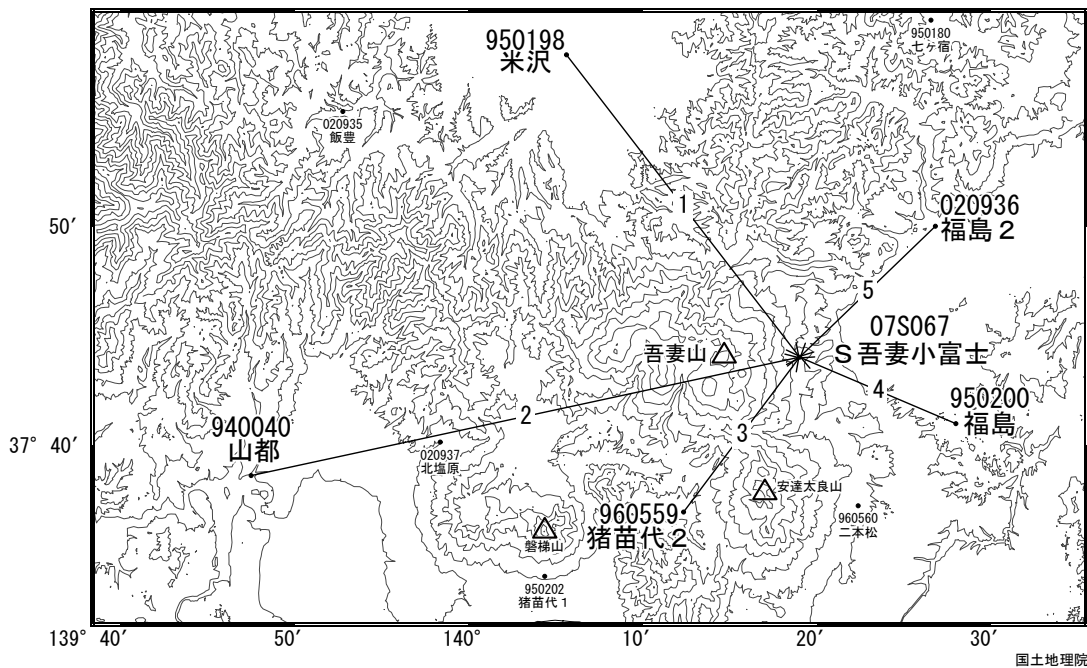 950180
七ヶ宿
950198
米沢
020935
飯豊
1
50′
020936
福島２
5
07S067
Ｓ吾妻小富士
吾妻山
4
950200
福島
2
940040
山都
3
37° 40′
020937
北塩原
安達太良山
960559
猪苗代２
960560
二本松
磐梯山
950202
猪苗代１
139° 40′
50′
140°
10′
20′
30′
国土地理院